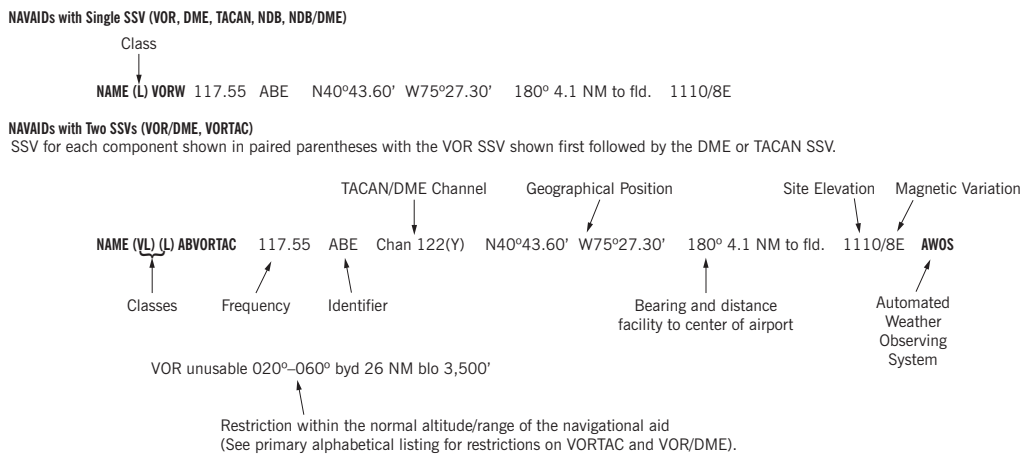 NAVAIDs with Single SSV (VOR, DME, TACAN, NDB, NDB/DME)
Class
NAME (L) VORW 117.55 ABE N40º43.60’ W75º27.30’ 180º 4.1 NM to fld. 1110/8E
NAVAIDs with Two SSVs (VOR/DME, VORTAC)
SSV for each component shown in paired parentheses with the VOR SSV shown first followed by the DME or TACAN SSV.
TACAN/DME Channel Geographical Position Site Elevation Magnetic Variation
NAME (VL) (L) ABVORTAC 117.55 ABE Chan 122(Y) N40º43.60’ W75º27.30’ 180º 4.1 NM to fld. 1110/8E AWOS
Classes Frequency Identifier Bearing and distance Automated
facility to center of airport Weather
Observing
System
VOR unusable 020º–060º byd 26 NM blo 3,500’
Restriction within the normal altitude/range of the navigational aid
(See primary alphabetical listing for restrictions on VORTAC and VOR/DME).